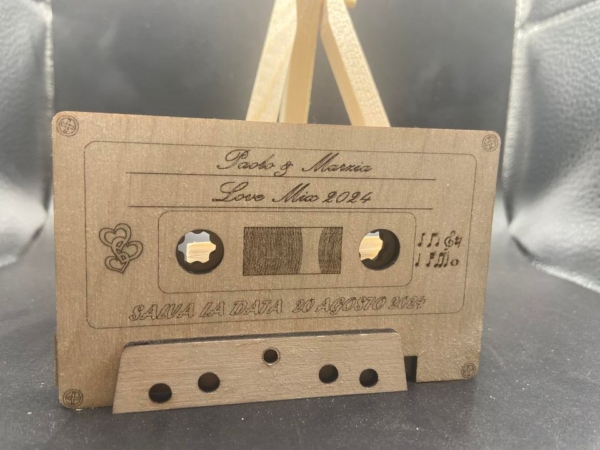 Paolo & Marzia
Love Mix 2024
SALVA LA DATA 20 AGOSTO 2024